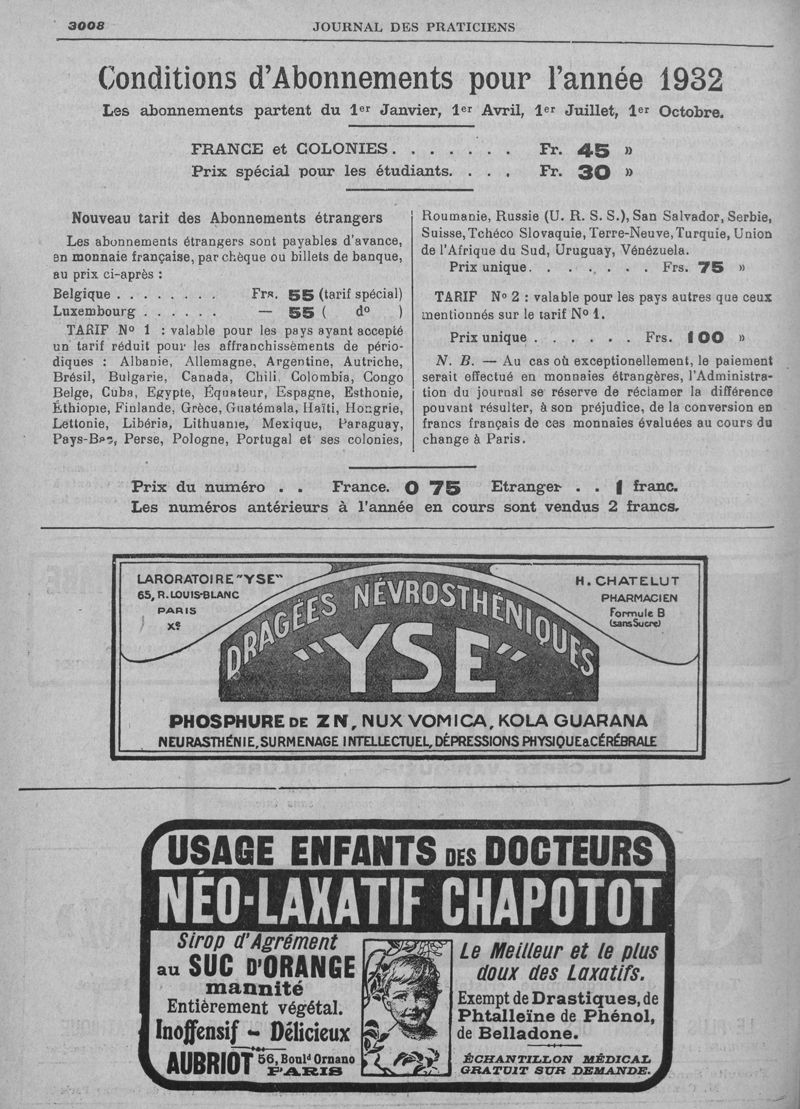 3008
JOURNAL DES PRATICIENS
Conditions d'Abonnements pour l'année 1932
Les abonnements partent du 1er Janvier, 1er Avril, 1er Juillet, 1er Octobre.
FRANCE et COLONIES. . . . . . . Fr. 45 »
Prix spécial pour les étudiants. . . . Fr. 30 »
Nouveau tarit des Abonnements étrangers
Les abonnements étrangers sont payables d'avance,
en monnaie française, par chèque ou billets de banque,
au prix ci-après :
Belgique . . . . . . . . Frs. 55 (tarif spécial)
Luxembourg . . . . . . — 55 ( do )
TARIF No 1 : valable pour les pays ayant accepté
un tarif réduit pour les affranchissements de pério-
diques : Albanie, Allemagne, Argentine, Autriche,
Brésil, Bulgarie, Canada, Chili, Colombia, Congo
Belge, Cuba, Egypte, Equateur, Espagne, Esthonie,
Éthiopie, Finlande, Grèce, Guatémala, Haïti, Hongrie,
Lettonie, Libéria, Lithuanie, Mexique, Paraguay,
Pays-Bas, Perse, Pologne, Portugal et ses colonies,
Roumanie, Russie (U. R. S. S.), San Salvador, Serbie,
Suisse, Tchéco Slovaquie, Terre-Neuve, Turquie, Union
de l'Afrique du Sud, Uruguay, Vénézuela.
Prix unique. . . . . . . Frs. 75 »
TARIF No 2 : valable pour les pays autres que ceux
mentionnés sur le tarif No 1.
Prix unique . . . . . . Frs. 100 »
N. B. — Au cas où exceptionellement, le paiement
serait effectué en monnaies étrangères, l'Administra-
tion du journal se réserve de réclamer la différence
pouvant résulter, à son préjudice, de la conversion en
francs français de ces monnaies évaluées au cours du
change à Paris.
Prix du numéro . . France. 0 75 Etranger . . 1 franc.
Les numéros antérieurs à l'année en cours sont vendus 2 francs.
LARORATOIRE "YSE"
65, R. LOUIS-BLANC
PARIS
Xe
H. CHATELUT
PHARMACIEN
Formule B
(sans Sucre)
DRAGÉES NÉVROSTHÉNIQUES
"YSE"
PHOSPHURE DE ZN, NUX VOMICA, KOLA GUARANA
NEURASTHÉNIE, SURMENAGE INTELLECTUEL, DÉPRESSIONS PHYSIQUE & CÉRÉBRALE
USAGE ENFANTS DES DOCTEURS
NÉO-LAXATIF CHAPOTOT
Sirop d'Agrément
au SUC D'ORANGE
mannité
Entièrement végétal.
Inoffensif - Délicieux
AUBRIOT 56, Bould Ornano
PARIS
Le Meilleur et le plus
doux des Laxatifs.
Exempt de Drastiques, de
Phtalleïne de Phénol,
de Belladone.
ÉCHANTILLON MÉDICAL
GRATUIT SUR DEMANDE.